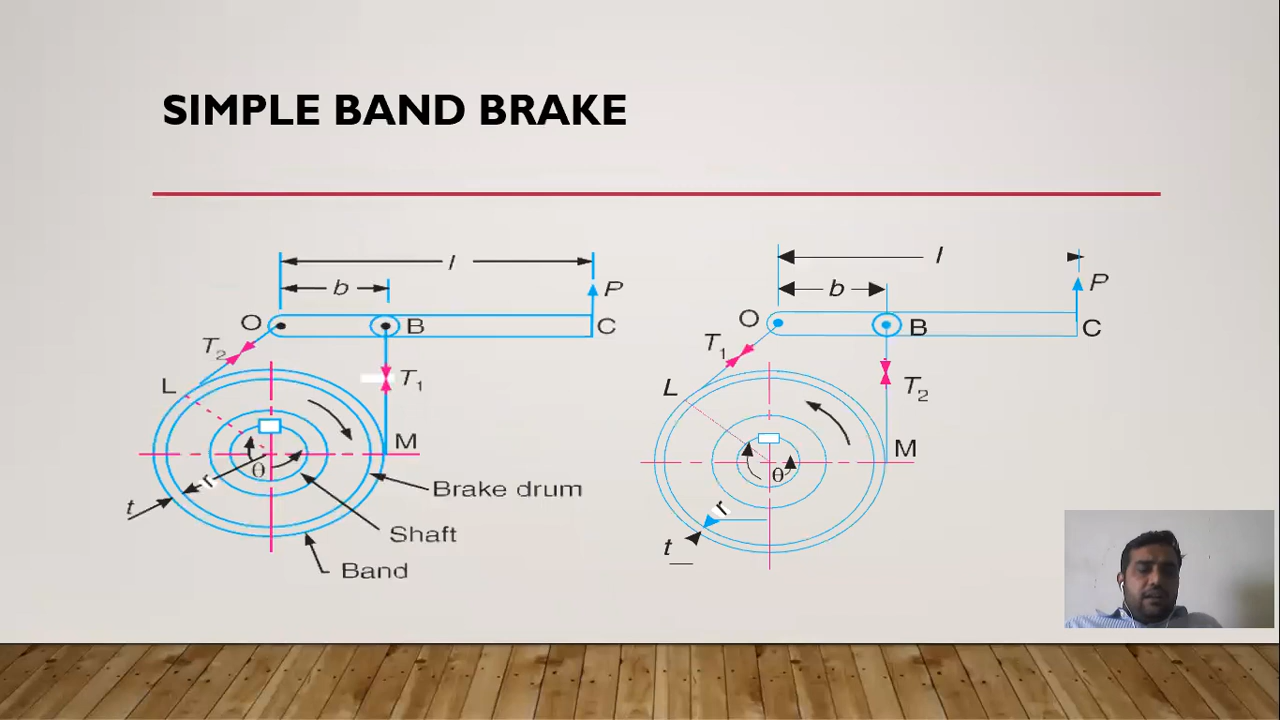 SIMPLE BAND BRAKE
l
b
P
O
B
C
T₂
T₁
L
M
θ
r
t
Brake drum
Shaft
Band
l
b
P
O
B
C
T₁
T₂
L
M
θ
r
t